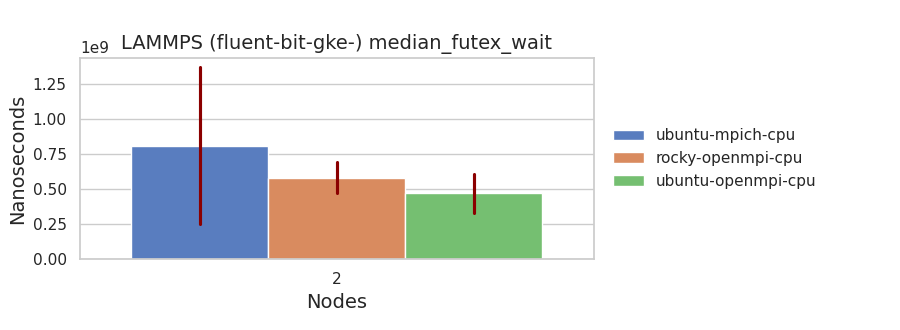 LAMMPS (fluent-bit-gke-) median_futex_wait
1e9
1.25
1.00
0.75
0.50
0.25
0.00
Nanoseconds
2
Nodes
ubuntu-mpich-cpu
rocky-openmpi-cpu
ubuntu-openmpi-cpu